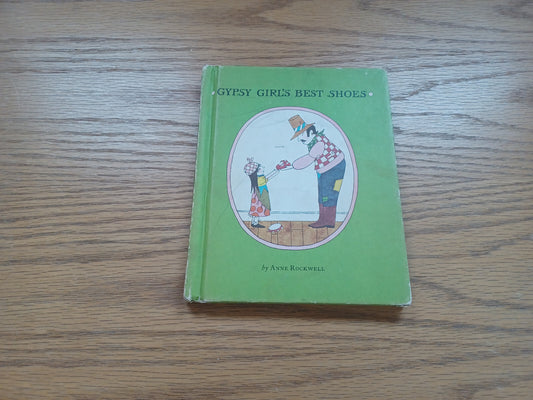 GYPSY GIRL'S BEST SHOES
by ANNE ROCKWELL